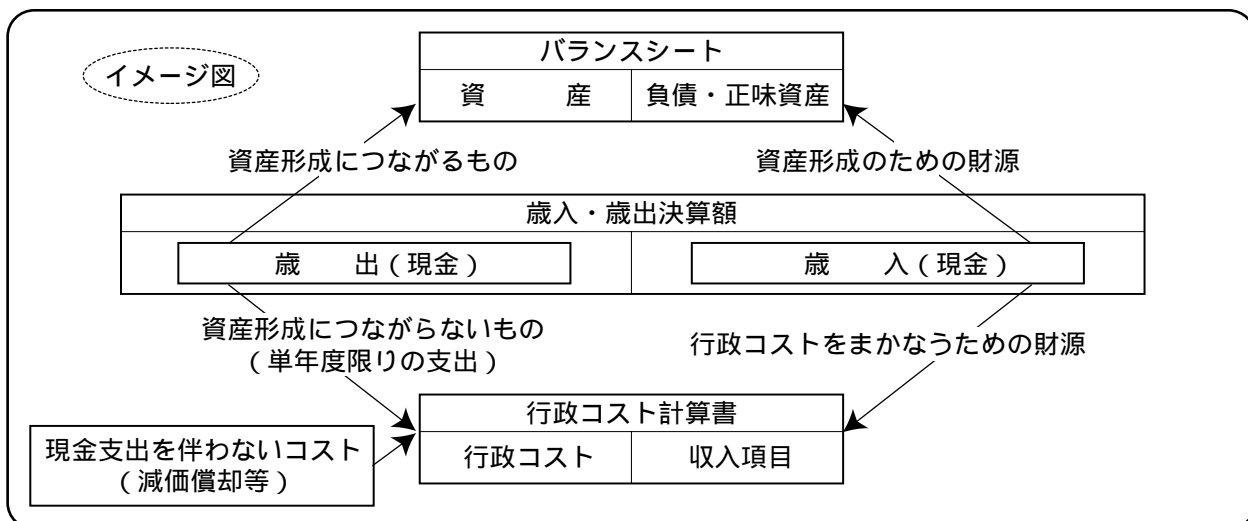 イメージ図
バランスシート
資　産
負債・正味資産
資産形成につながるもの
資産形成のための財源
歳入・歳出決算額
歳　出（現金）
歳　入（現金）
資産形成につながらないもの
（単年度限りの支出）
行政コストをまかなうための財源
行政コスト計算書
行政コスト
収入項目
現金支出を伴わないコスト
（減価償却等）